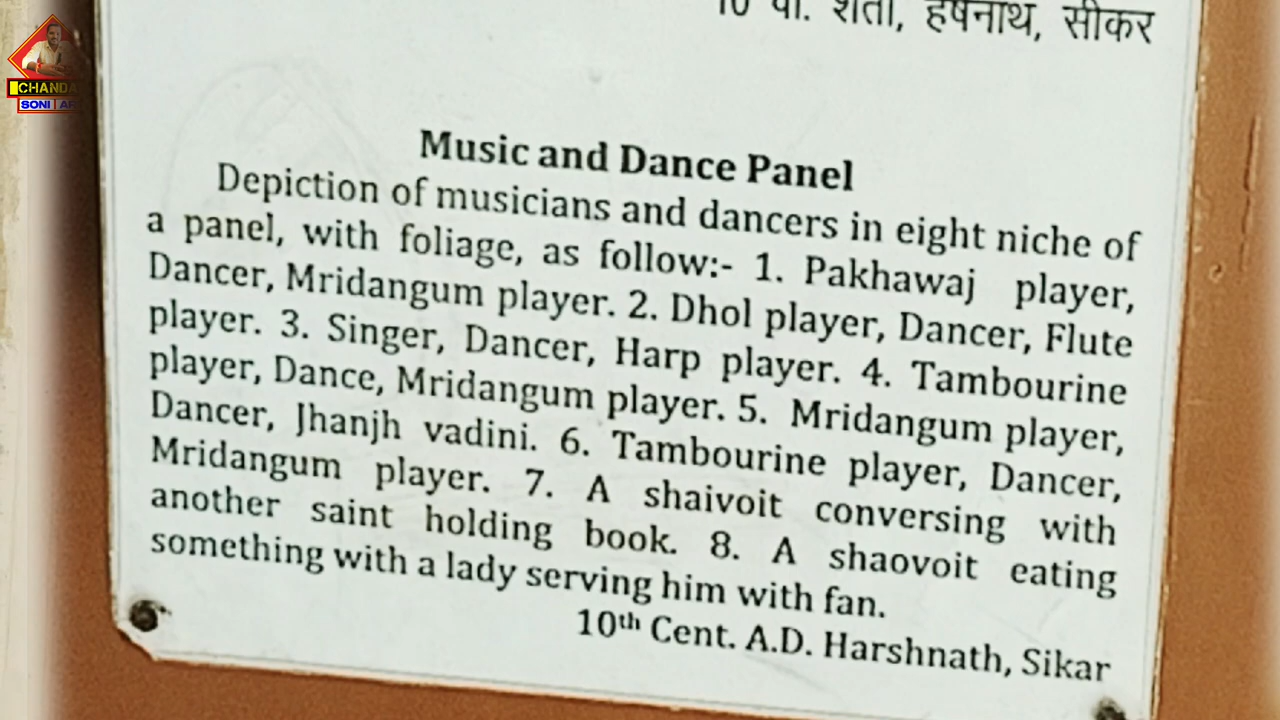 10 वी. शती, हर्षनाथ, सीकर
CHANDA
SONI
Music and Dance Panel
Depiction of musicians and dancers in eight niche of
a panel, with foliage, as follow:- 1. Pakhawaj player,
Dancer, Mridangum player. 2. Dhol player, Dancer, Flute
player. 3. Singer, Dancer, Harp player. 4. Tambourine
player, Dance, Mridangum player. 5. Mridangum player,
Dancer, Jhanjh vadini. 6. Tambourine player, Dancer,
Mridangum player. 7. A shaivoit conversing with
another saint holding book. 8. A shaovoit eating
something with a lady serving him with fan.
10th Cent. A.D. Harshnath, Sikar